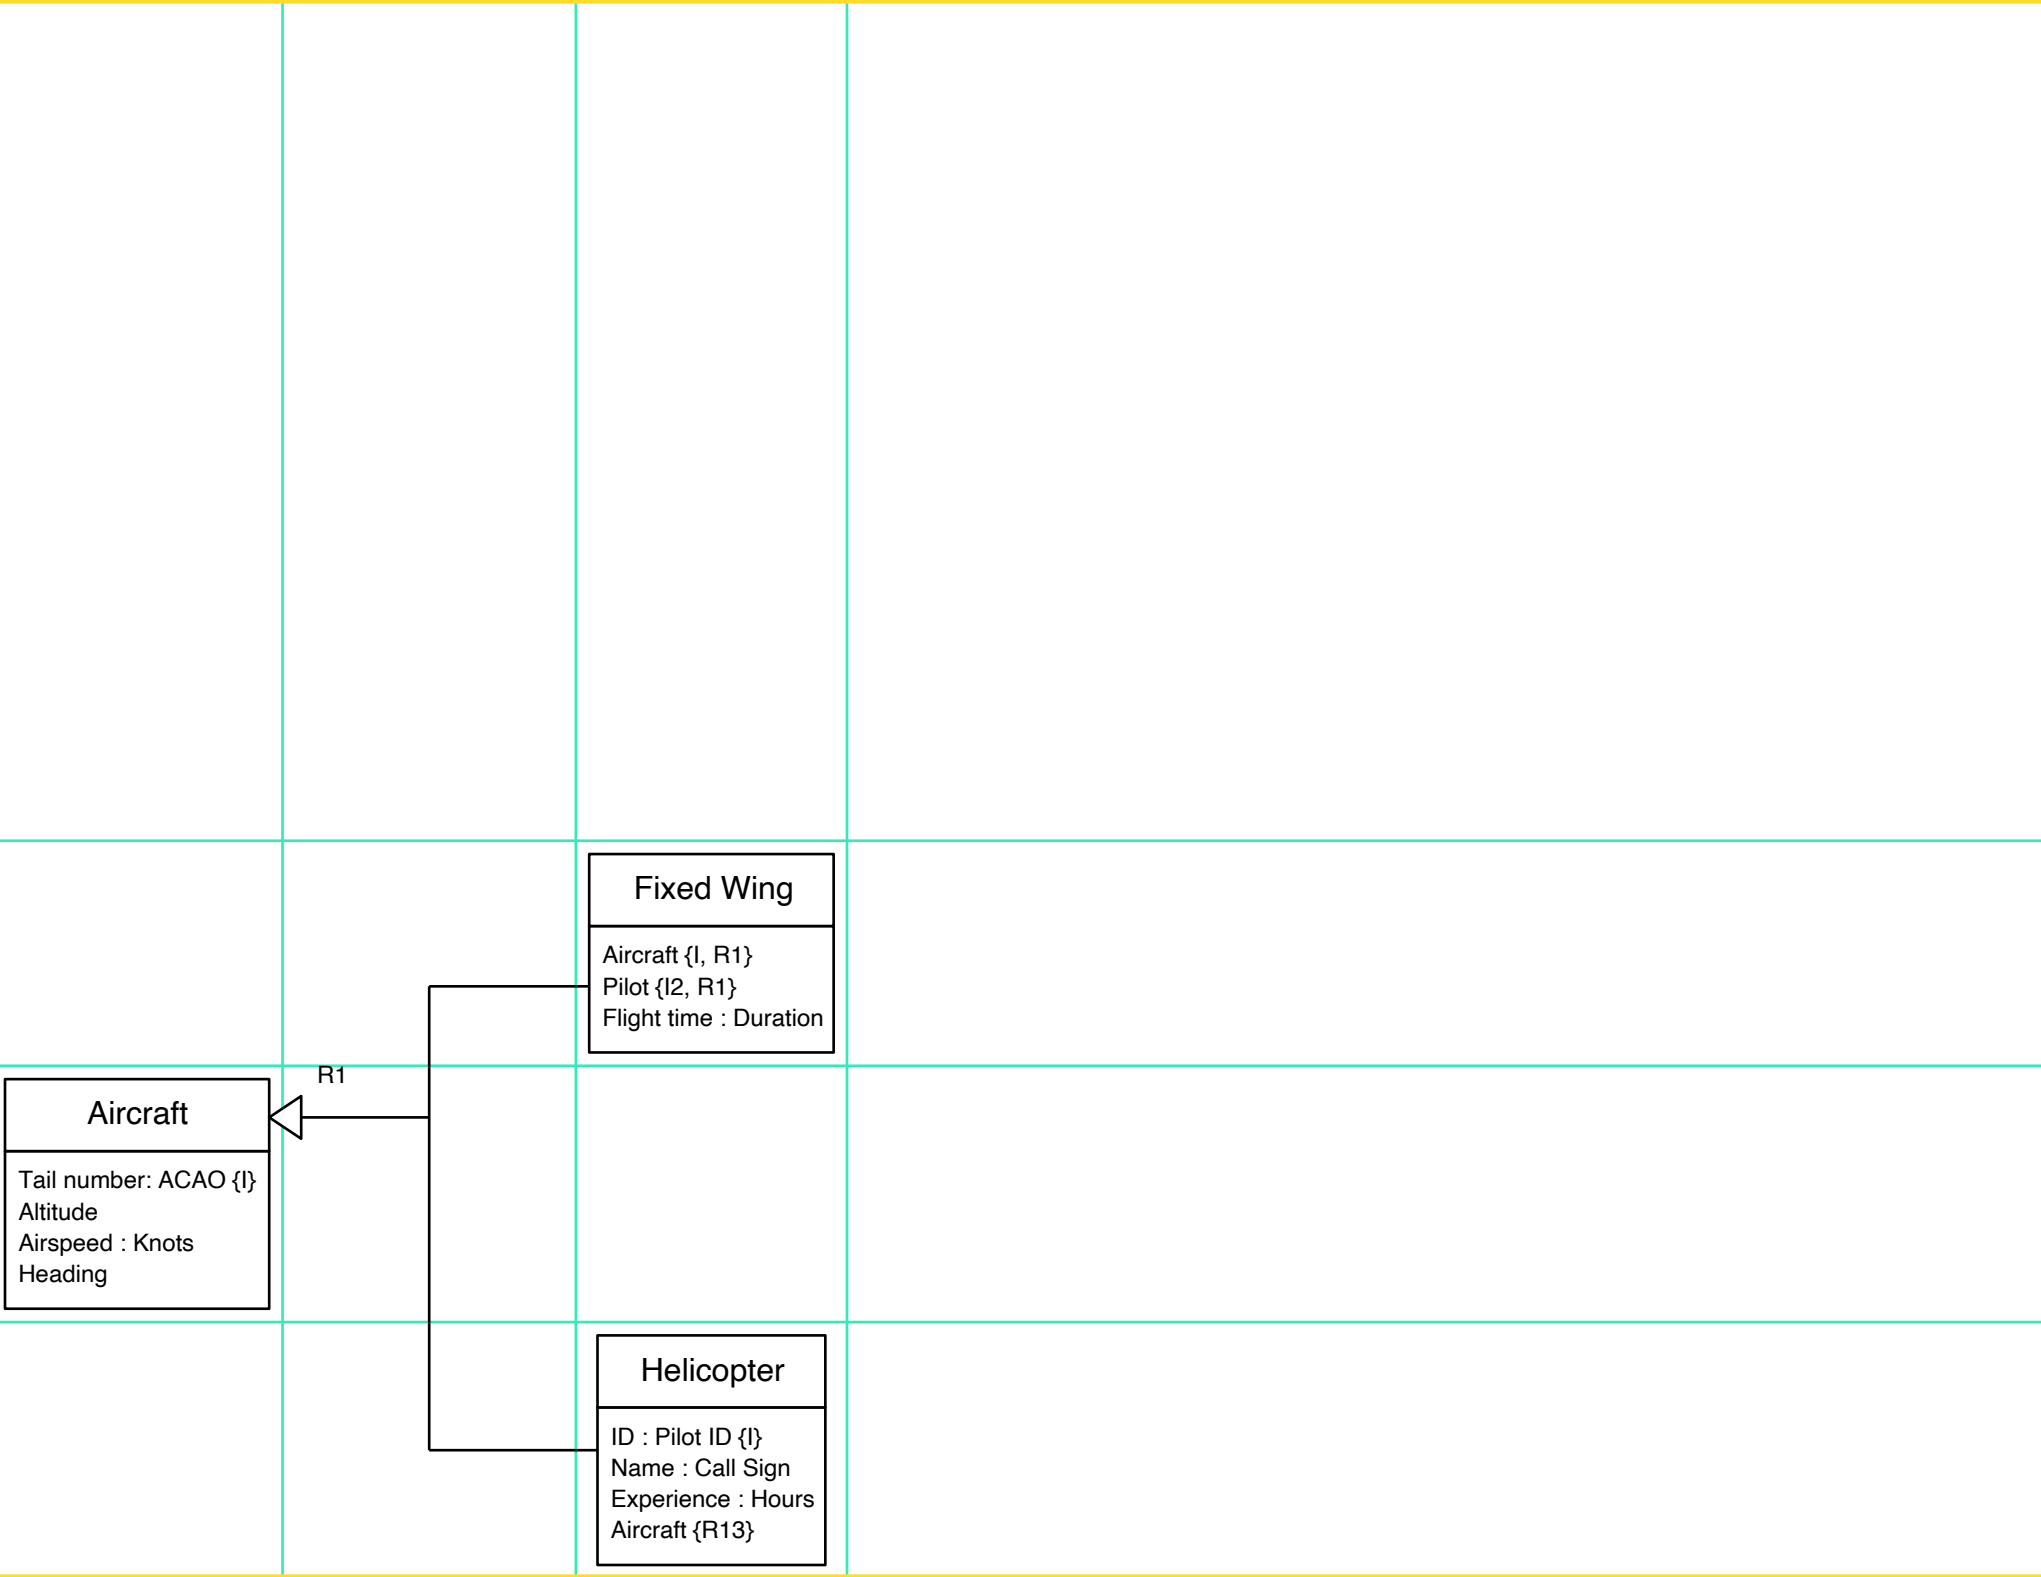 Fixed Wing
Aircraft {I, R1}
Pilot {I2, R1}
Flight time : Duration
R1
Aircraft
Tail number: ACAO {I}
Altitude
Airspeed : Knots
Heading
Helicopter
ID : Pilot ID {I}
Name : Call Sign
Experience : Hours
Aircraft {R13}